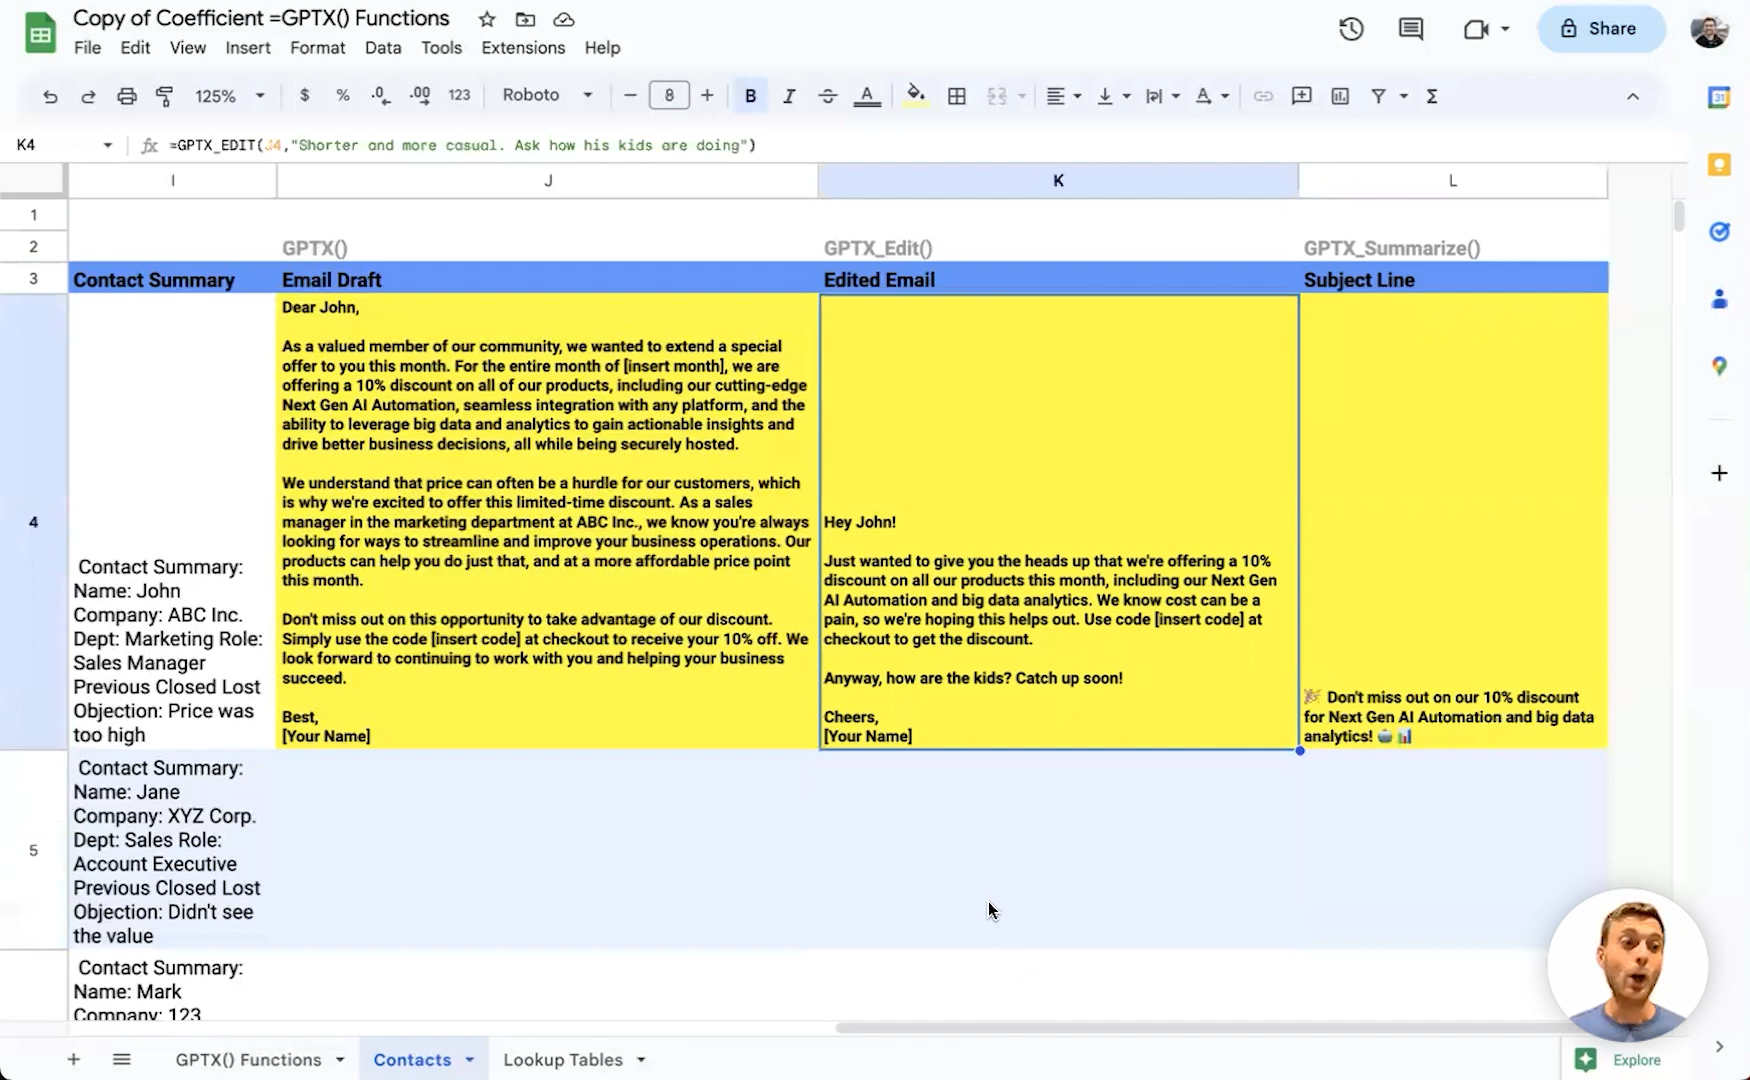 Copy of Coefficient =GPTX() Functions
File Edit View Insert Format Data Tools Extensions Help
Share
125% $ % .0 .00 123 Roboto 8 B I A Σ
K4 fx =GPTX_EDIT(J4,"Shorter and more casual. Ask how his kids are doing")
I J K L
1
2 GPTX() GPTX_Edit() GPTX_Summarize()
3 Contact Summary Email Draft Edited Email Subject Line
4
Contact Summary:
Name: John
Company: ABC Inc.
Dept: Marketing Role:
Sales Manager
Previous Closed Lost
Objection: Price was
too high
Dear John,
As a valued member of our community, we wanted to extend a special
offer to you this month. For the entire month of [insert month], we are
offering a 10% discount on all of our products, including our cutting-edge
Next Gen AI Automation, seamless integration with any platform, and the
ability to leverage big data and analytics to gain actionable insights and
drive better business decisions, all while being securely hosted.
We understand that price can often be a hurdle for our customers, which
is why we're excited to offer this limited-time discount. As a sales
manager in the marketing department at ABC Inc., we know you're always
looking for ways to streamline and improve your business operations. Our
products can help you do just that, and at a more affordable price point
this month.
Don't miss out on this opportunity to take advantage of our discount.
Simply use the code [insert code] at checkout to receive your 10% off. We
look forward to continuing to work with you and helping your business
succeed.
Best,
[Your Name]
Hey John!
Just wanted to give you the heads up that we're offering a 10%
discount on all our products this month, including our Next Gen
AI Automation and big data analytics. We know cost can be a
pain, so we're hoping this helps out. Use code [insert code] at
checkout to get the discount.
Anyway, how are the kids? Catch up soon!
Cheers,
[Your Name]
🎉 Don't miss out on our 10% discount
for Next Gen AI Automation and big data
analytics! 🤖📊
5
Contact Summary:
Name: Jane
Company: XYZ Corp.
Dept: Sales Role:
Account Executive
Previous Closed Lost
Objection: Didn't see
the value
Contact Summary:
Name: Mark
Company: 123
GPTX() Functions Contacts Lookup Tables
Explore
31